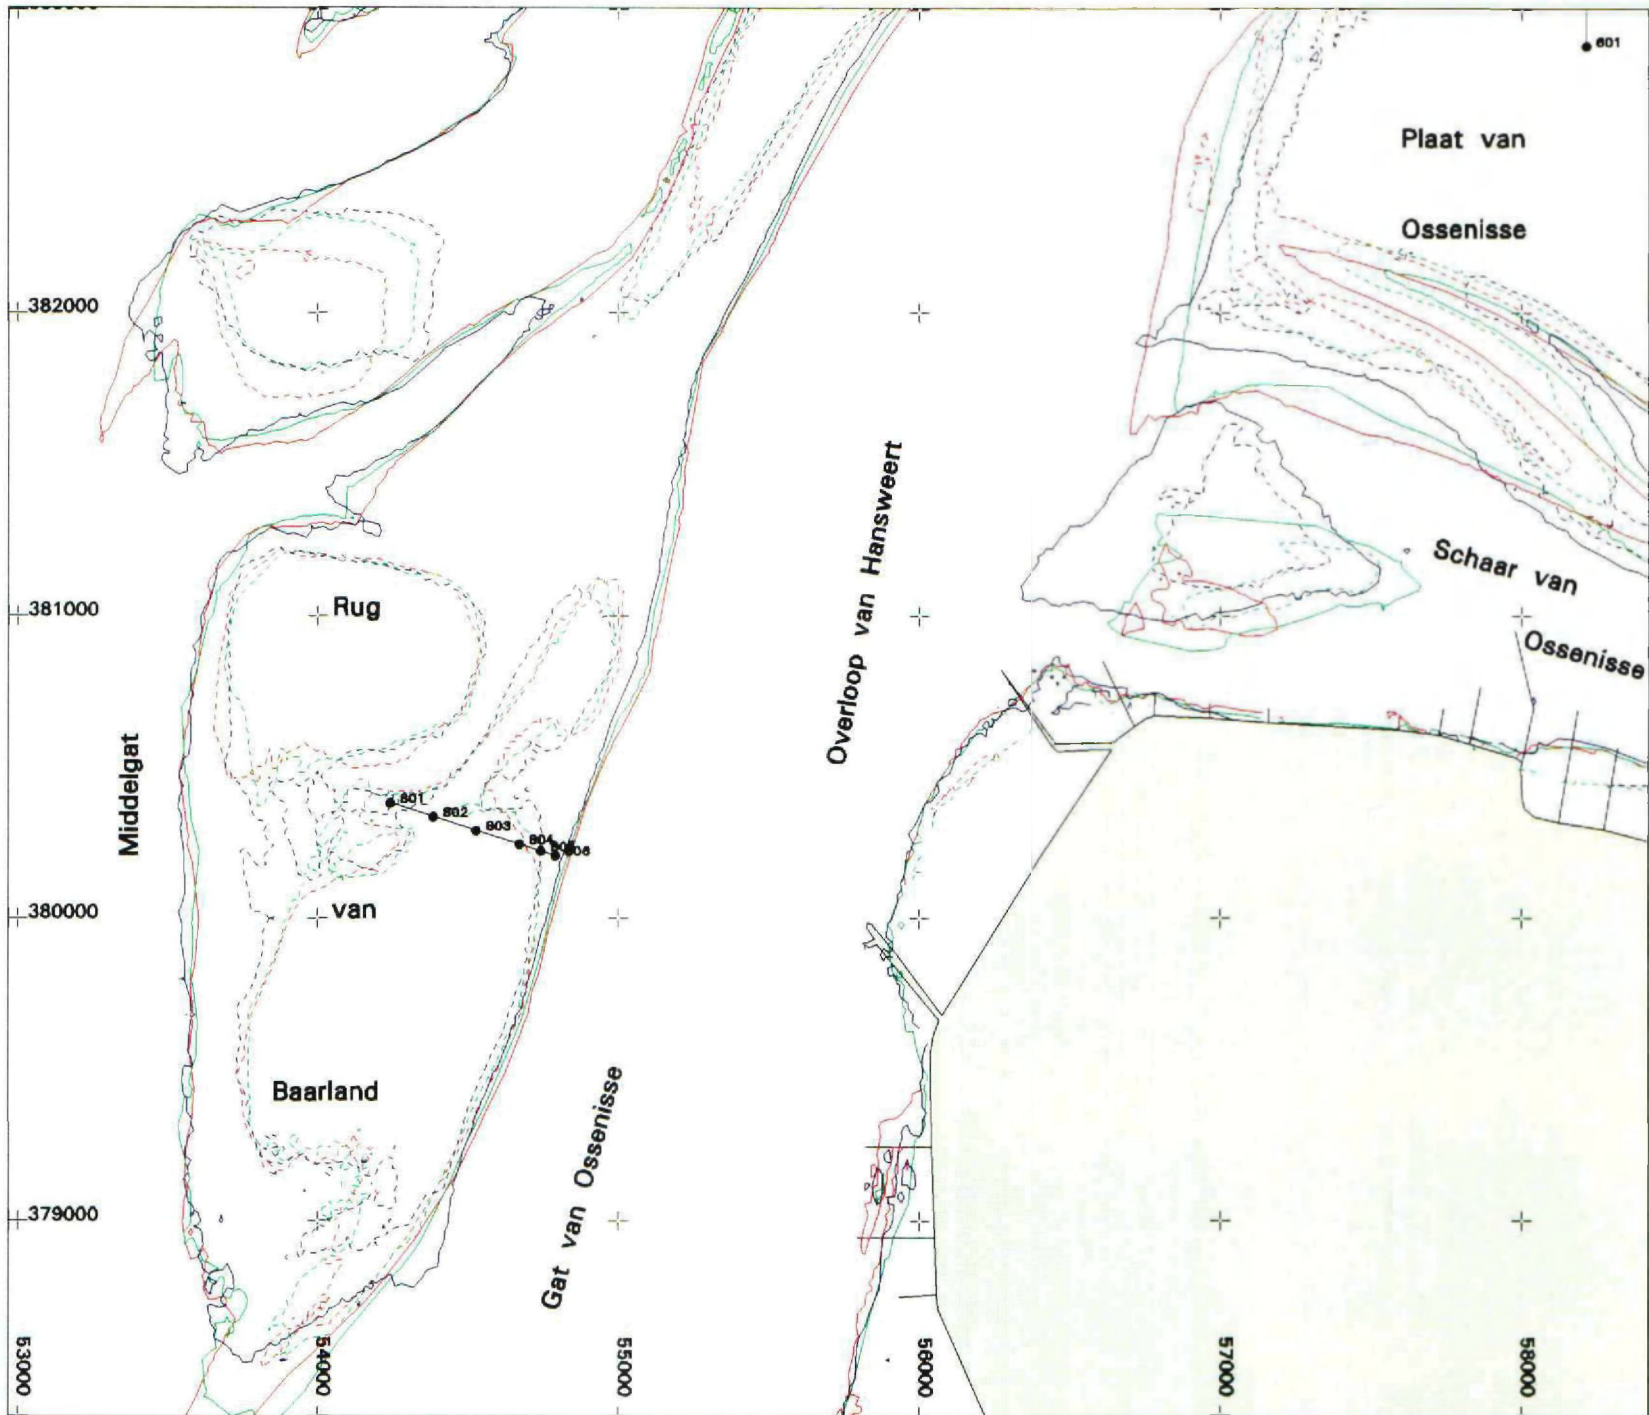 601
Plaat van
Ossenisse
382000
Overloop van Hansweert
Schaar van
Ossenisse
381000
Rug
Middelgat
801
802
803
804
806
380000
van
Baarland
Gat van Ossenisse
379000
53000
54000
55000
56000
57000
58000